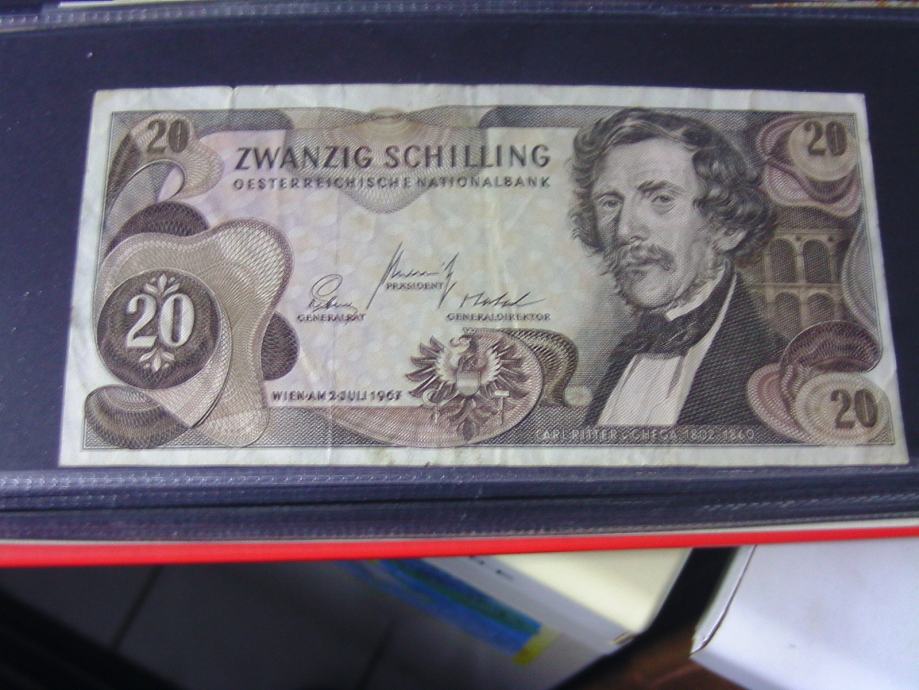 20
20
ZWANZIG SCHILLING
OESTERREICHISCHE NATIONALBANK
PRÄSIDENT
GENERALRAT
GENERALDIREKTOR
20
WIEN·AM 2·JULI 1967
20
CARL RITTER v. GHEGA 1802-1860